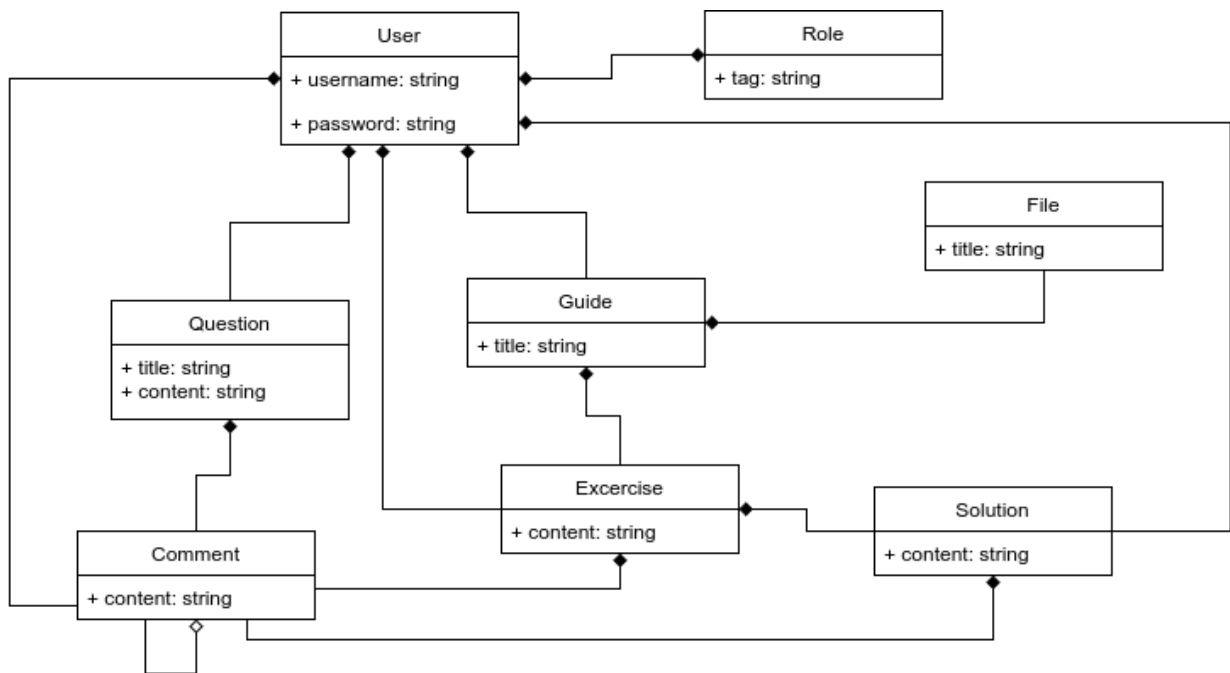 User
+ username: string
+ password: string
Role
+ tag: string
File
+ title: string
Guide
+ title: string
Question
+ title: string
+ content: string
Excercise
+ content: string
Solution
+ content: string
Comment
+ content: string